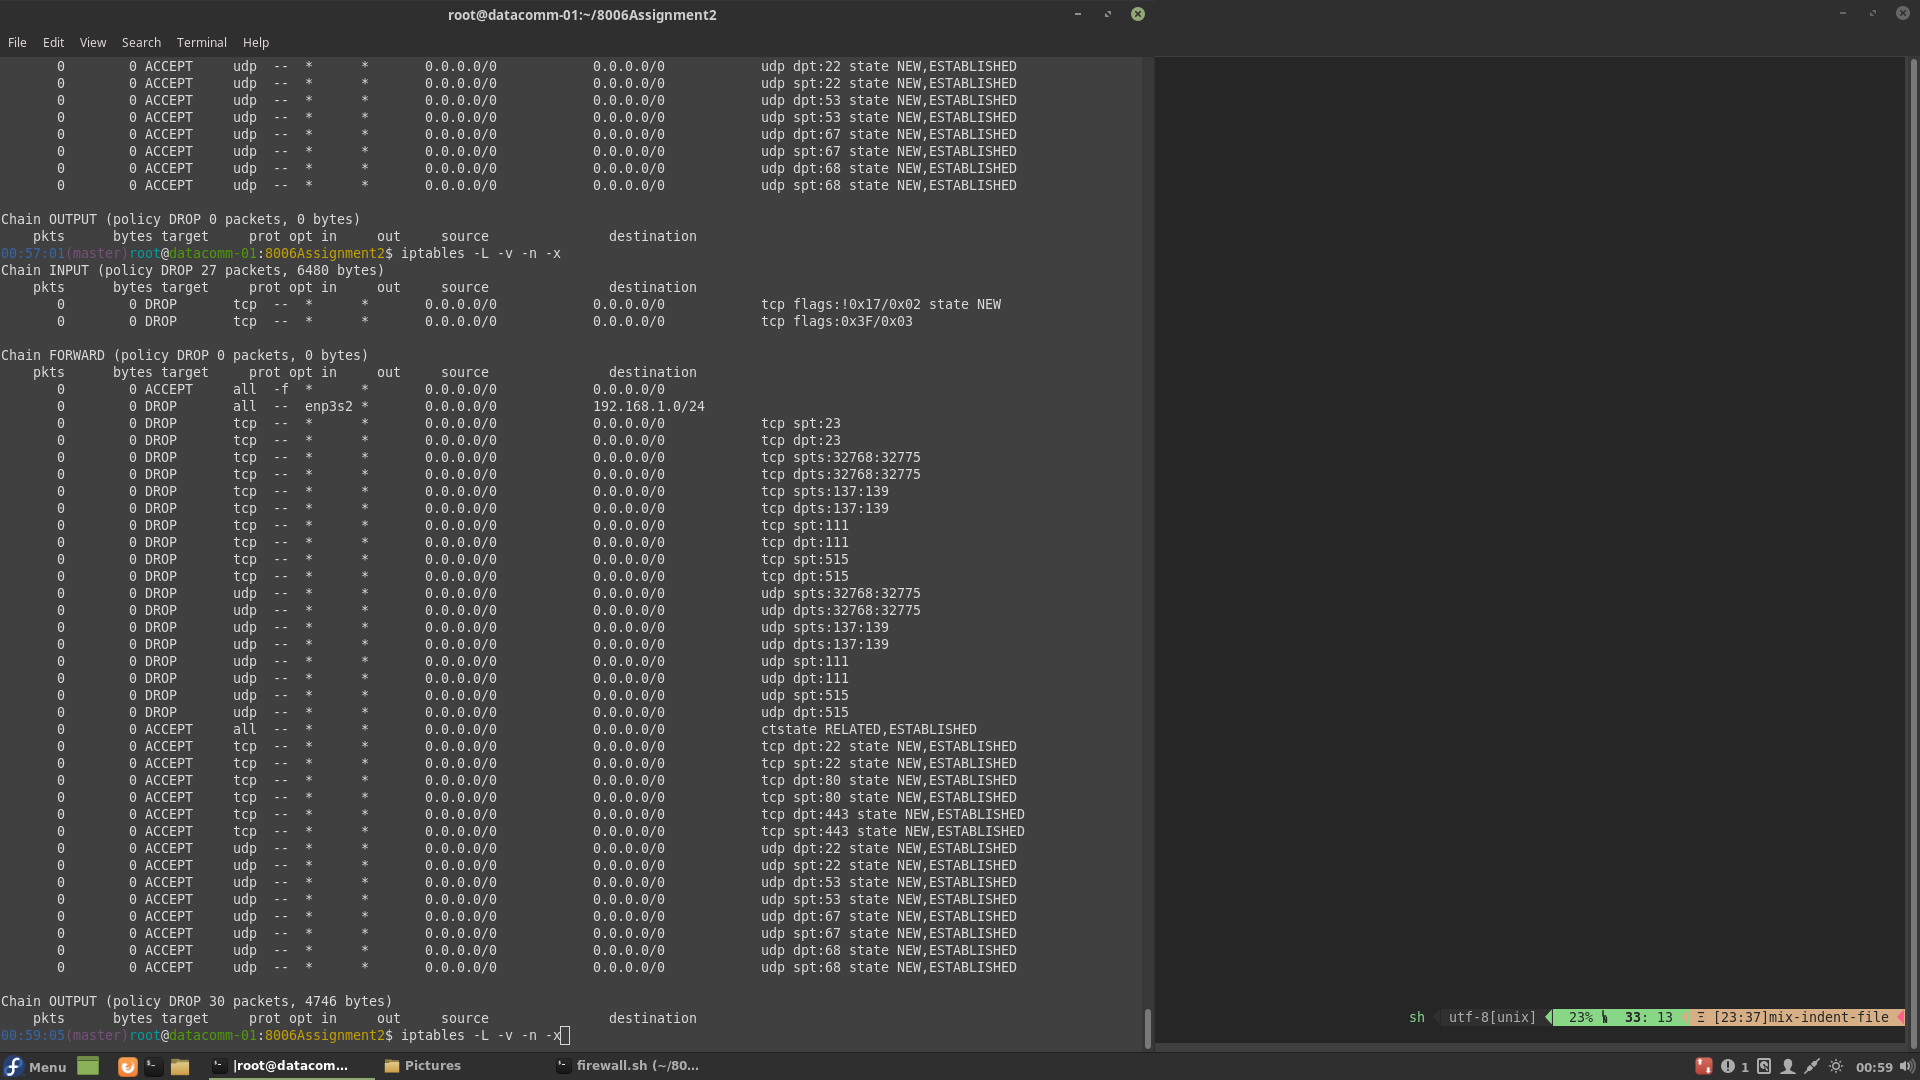 root@datacomm-01:~/8006Assignment2
File Edit View Search Terminal Help
0 0 ACCEPT udp -- * * 0.0.0.0/0 0.0.0.0/0 udp dpt:22 state NEW,ESTABLISHED
0 0 ACCEPT udp -- * * 0.0.0.0/0 0.0.0.0/0 udp spt:22 state NEW,ESTABLISHED
0 0 ACCEPT udp -- * * 0.0.0.0/0 0.0.0.0/0 udp dpt:53 state NEW,ESTABLISHED
0 0 ACCEPT udp -- * * 0.0.0.0/0 0.0.0.0/0 udp spt:53 state NEW,ESTABLISHED
0 0 ACCEPT udp -- * * 0.0.0.0/0 0.0.0.0/0 udp dpt:67 state NEW,ESTABLISHED
0 0 ACCEPT udp -- * * 0.0.0.0/0 0.0.0.0/0 udp spt:67 state NEW,ESTABLISHED
0 0 ACCEPT udp -- * * 0.0.0.0/0 0.0.0.0/0 udp dpt:68 state NEW,ESTABLISHED
0 0 ACCEPT udp -- * * 0.0.0.0/0 0.0.0.0/0 udp spt:68 state NEW,ESTABLISHED
Chain OUTPUT (policy DROP 0 packets, 0 bytes)
pkts bytes target prot opt in out source destination
00:57:01(master)root@datacomm-01:8006Assignment2$ iptables -L -v -n -x
Chain INPUT (policy DROP 27 packets, 6480 bytes)
pkts bytes target prot opt in out source destination
0 0 DROP tcp -- * * 0.0.0.0/0 0.0.0.0/0 tcp flags:!0x17/0x02 state NEW
0 0 DROP tcp -- * * 0.0.0.0/0 0.0.0.0/0 tcp flags:0x3F/0x03
Chain FORWARD (policy DROP 0 packets, 0 bytes)
pkts bytes target prot opt in out source destination
0 0 ACCEPT all -f * * 0.0.0.0/0 0.0.0.0/0
0 0 DROP all -- enp3s2 * 0.0.0.0/0 192.168.1.0/24
0 0 DROP tcp -- * * 0.0.0.0/0 0.0.0.0/0 tcp spt:23
0 0 DROP tcp -- * * 0.0.0.0/0 0.0.0.0/0 tcp dpt:23
0 0 DROP tcp -- * * 0.0.0.0/0 0.0.0.0/0 tcp spts:32768:32775
0 0 DROP tcp -- * * 0.0.0.0/0 0.0.0.0/0 tcp dpts:32768:32775
0 0 DROP tcp -- * * 0.0.0.0/0 0.0.0.0/0 tcp spts:137:139
0 0 DROP tcp -- * * 0.0.0.0/0 0.0.0.0/0 tcp dpts:137:139
0 0 DROP tcp -- * * 0.0.0.0/0 0.0.0.0/0 tcp spt:111
0 0 DROP tcp -- * * 0.0.0.0/0 0.0.0.0/0 tcp dpt:111
0 0 DROP tcp -- * * 0.0.0.0/0 0.0.0.0/0 tcp spt:515
0 0 DROP tcp -- * * 0.0.0.0/0 0.0.0.0/0 tcp dpt:515
0 0 DROP udp -- * * 0.0.0.0/0 0.0.0.0/0 udp spts:32768:32775
0 0 DROP udp -- * * 0.0.0.0/0 0.0.0.0/0 udp dpts:32768:32775
0 0 DROP udp -- * * 0.0.0.0/0 0.0.0.0/0 udp spts:137:139
0 0 DROP udp -- * * 0.0.0.0/0 0.0.0.0/0 udp dpts:137:139
0 0 DROP udp -- * * 0.0.0.0/0 0.0.0.0/0 udp spt:111
0 0 DROP udp -- * * 0.0.0.0/0 0.0.0.0/0 udp dpt:111
0 0 DROP udp -- * * 0.0.0.0/0 0.0.0.0/0 udp spt:515
0 0 DROP udp -- * * 0.0.0.0/0 0.0.0.0/0 udp dpt:515
0 0 ACCEPT all -- * * 0.0.0.0/0 0.0.0.0/0 ctstate RELATED,ESTABLISHED
0 0 ACCEPT tcp -- * * 0.0.0.0/0 0.0.0.0/0 tcp dpt:22 state NEW,ESTABLISHED
0 0 ACCEPT tcp -- * * 0.0.0.0/0 0.0.0.0/0 tcp spt:22 state NEW,ESTABLISHED
0 0 ACCEPT tcp -- * * 0.0.0.0/0 0.0.0.0/0 tcp dpt:80 state NEW,ESTABLISHED
0 0 ACCEPT tcp -- * * 0.0.0.0/0 0.0.0.0/0 tcp spt:80 state NEW,ESTABLISHED
0 0 ACCEPT tcp -- * * 0.0.0.0/0 0.0.0.0/0 tcp dpt:443 state NEW,ESTABLISHED
0 0 ACCEPT tcp -- * * 0.0.0.0/0 0.0.0.0/0 tcp spt:443 state NEW,ESTABLISHED
0 0 ACCEPT udp -- * * 0.0.0.0/0 0.0.0.0/0 udp dpt:22 state NEW,ESTABLISHED
0 0 ACCEPT udp -- * * 0.0.0.0/0 0.0.0.0/0 udp spt:22 state NEW,ESTABLISHED
0 0 ACCEPT udp -- * * 0.0.0.0/0 0.0.0.0/0 udp dpt:53 state NEW,ESTABLISHED
0 0 ACCEPT udp -- * * 0.0.0.0/0 0.0.0.0/0 udp spt:53 state NEW,ESTABLISHED
0 0 ACCEPT udp -- * * 0.0.0.0/0 0.0.0.0/0 udp dpt:67 state NEW,ESTABLISHED
0 0 ACCEPT udp -- * * 0.0.0.0/0 0.0.0.0/0 udp spt:67 state NEW,ESTABLISHED
0 0 ACCEPT udp -- * * 0.0.0.0/0 0.0.0.0/0 udp dpt:68 state NEW,ESTABLISHED
0 0 ACCEPT udp -- * * 0.0.0.0/0 0.0.0.0/0 udp spt:68 state NEW,ESTABLISHED
Chain OUTPUT (policy DROP 30 packets, 4746 bytes)
pkts bytes target prot opt in out source destination
00:59:05(master)root@datacomm-01:8006Assignment2$ iptables -L -v -n -x
sh utf-8[unix] 23% 33: 13 Ξ [23:37]mix-indent-file
Menu |root@datacom... Pictures firewall.sh (~/80... 1 00:59